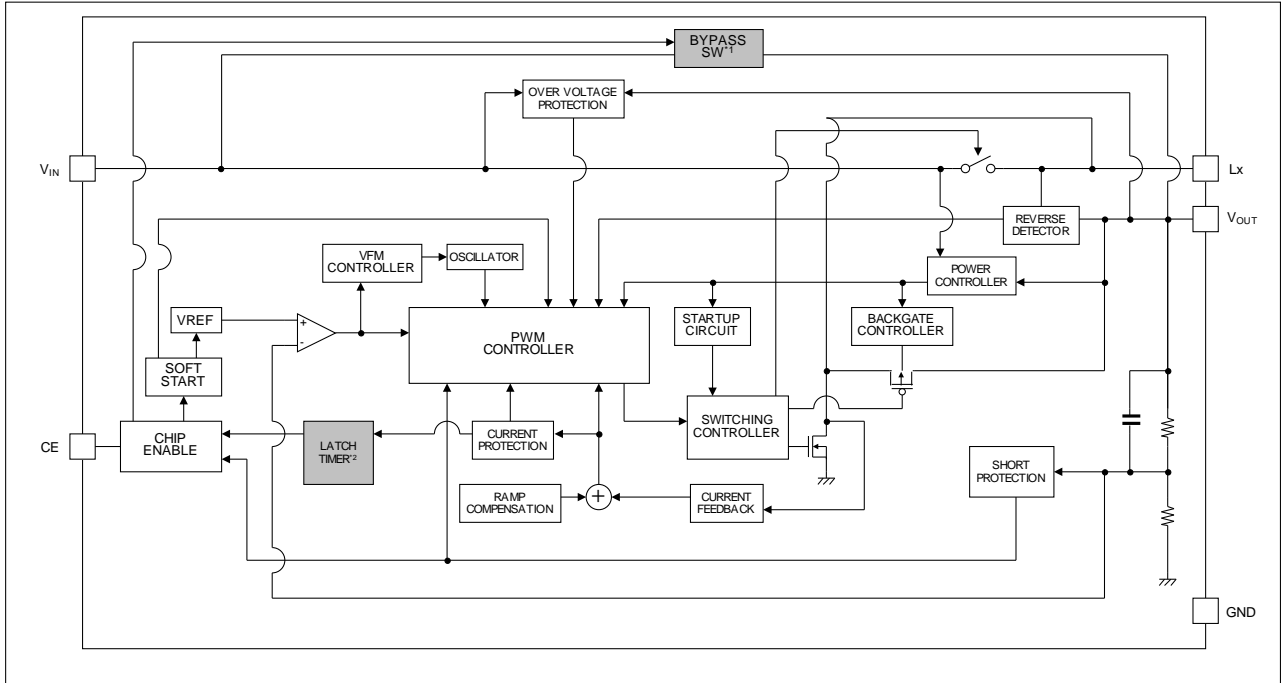 BYPASS
SW*1
OVER VOLTAGE
PROTECTION
VIN
Lx
REVERSE
DETECTOR
VOUT
VFM
CONTROLLER
OSCILLATOR
POWER
CONTROLLER
VREF
+
-
PWM
CONTROLLER
STARTUP
CIRCUIT
BACKGATE
CONTROLLER
SOFT
START
CE
CHIP
ENABLE
LATCH
TIMER*2
CURRENT
PROTECTION
SWITCHING
CONTROLLER
SHORT
PROTECTION
RAMP
COMPENSATION
+
CURRENT
FEEDBACK
GND